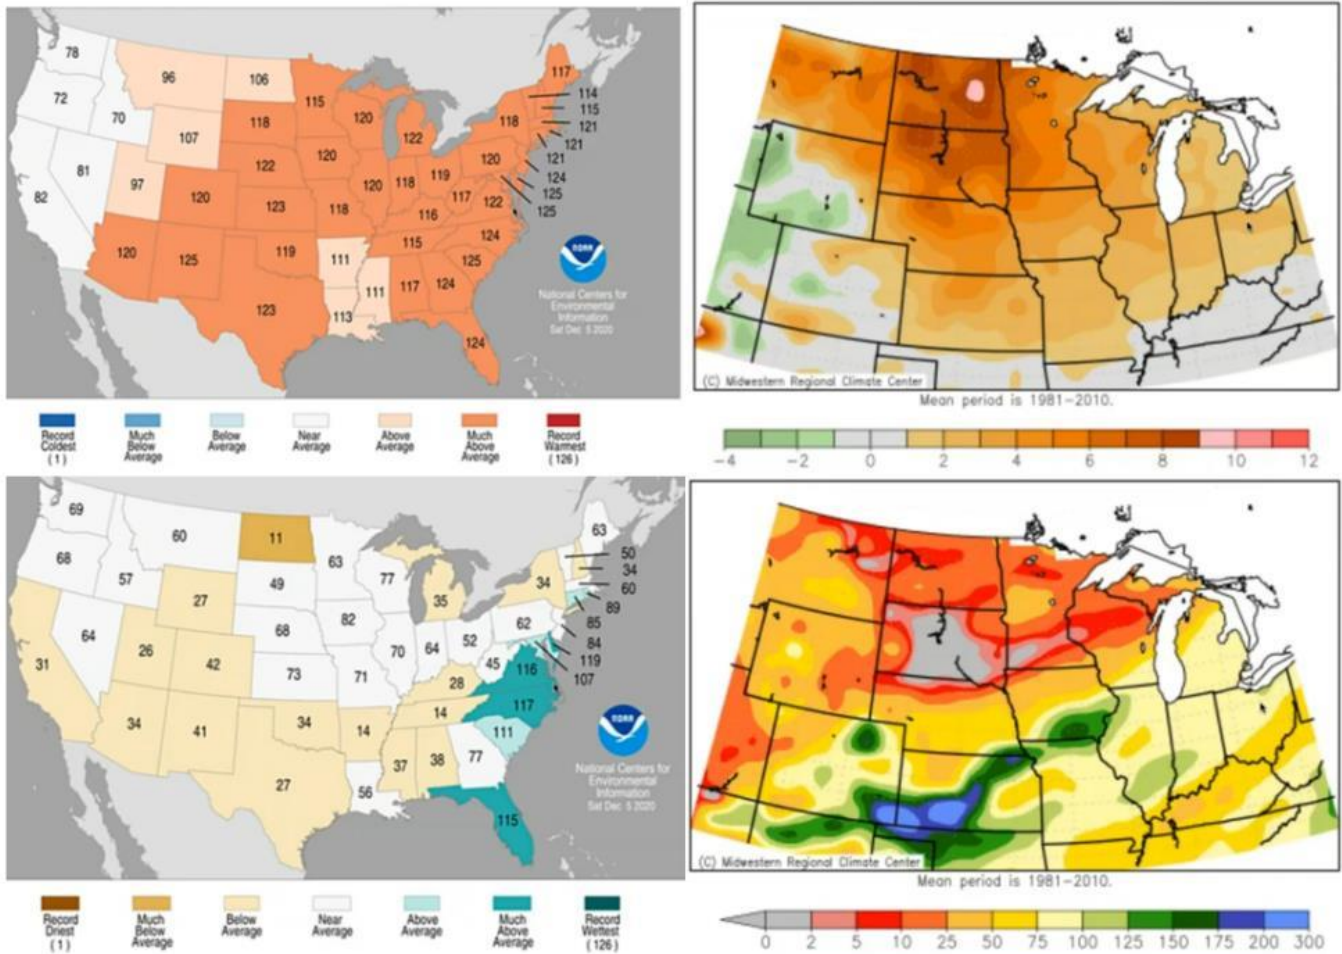 78
96
106
117
72
70
115
120
114
107
118
122
118
115
121
81
97
122
120
120
121
82
120
123
118
120
118
119
117
122
124
125
125
116
120
125
119
111
115
124
125
123
113
111
117
124
124
NOAA
National Centers for
Environmental
Information
Sat Dec 5 2020
Record
Coldest
(1)
Much
Below
Average
Below
Average
Near
Average
Above
Average
Much
Above
Average
Record
Warmest
(126)
(C) Midwestern Regional Climate Center
Mean period is 1981-2010.
-4 -2 0 2 4 6 8 10 12
69
60
11
63
63
68
57
49
77
35
34
50
34
60
89
85
84
119
107
27
64
68
82
62
31
26
42
73
71
70
64
52
45
116
28
117
34
41
34
14
14
111
27
56
37
38
77
115
NOAA
National Centers for
Environmental
Information
Sat Dec 5 2020
Record
Driest
(1)
Much
Below
Average
Below
Average
Near
Average
Above
Average
Much
Above
Average
Record
Wettest
(126)
(C) Midwestern Regional Climate Center
Mean period is 1981-2010.
0 2 5 10 25 50 75 100 125 150 175 200 300